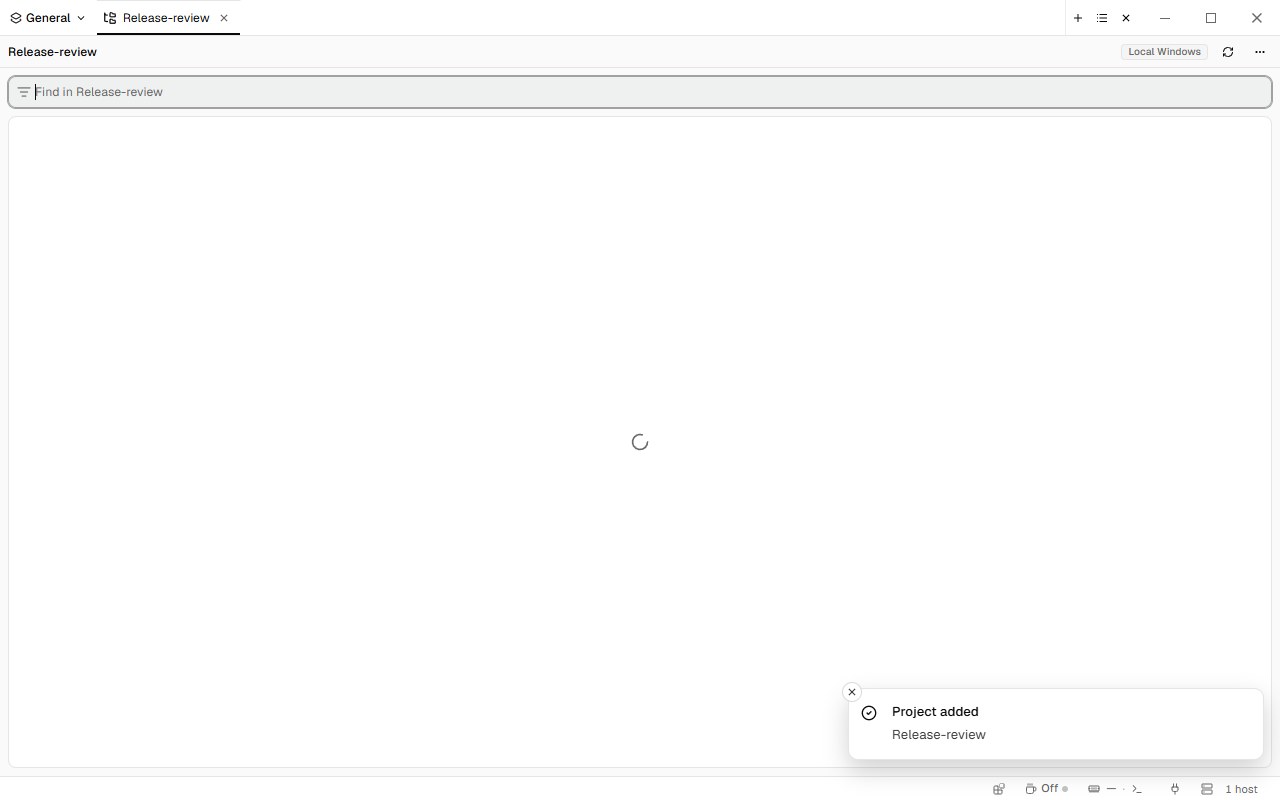 General
Release-review
Release-review
Local Windows
Find in Release-review
Project added
Release-review
Off
1 host